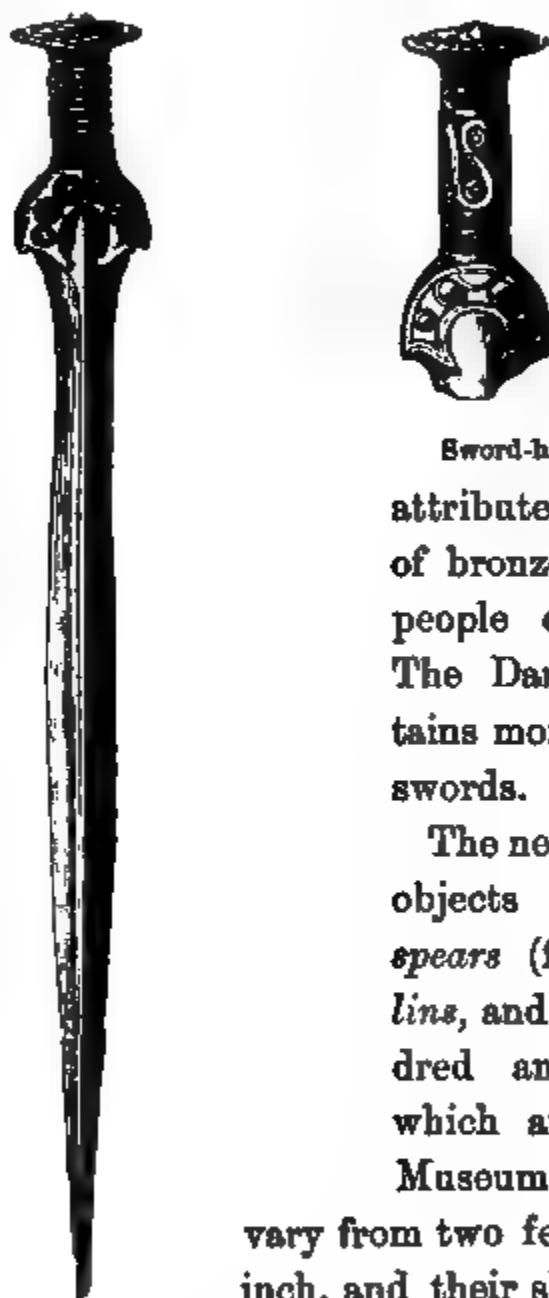 Sword-h
attribute
of bronz
people
The Dan
tains mo
swords.
The ne
objects
spears (f
lins, and
dred an
which a
Museum
vary from two fe
inch, and their s